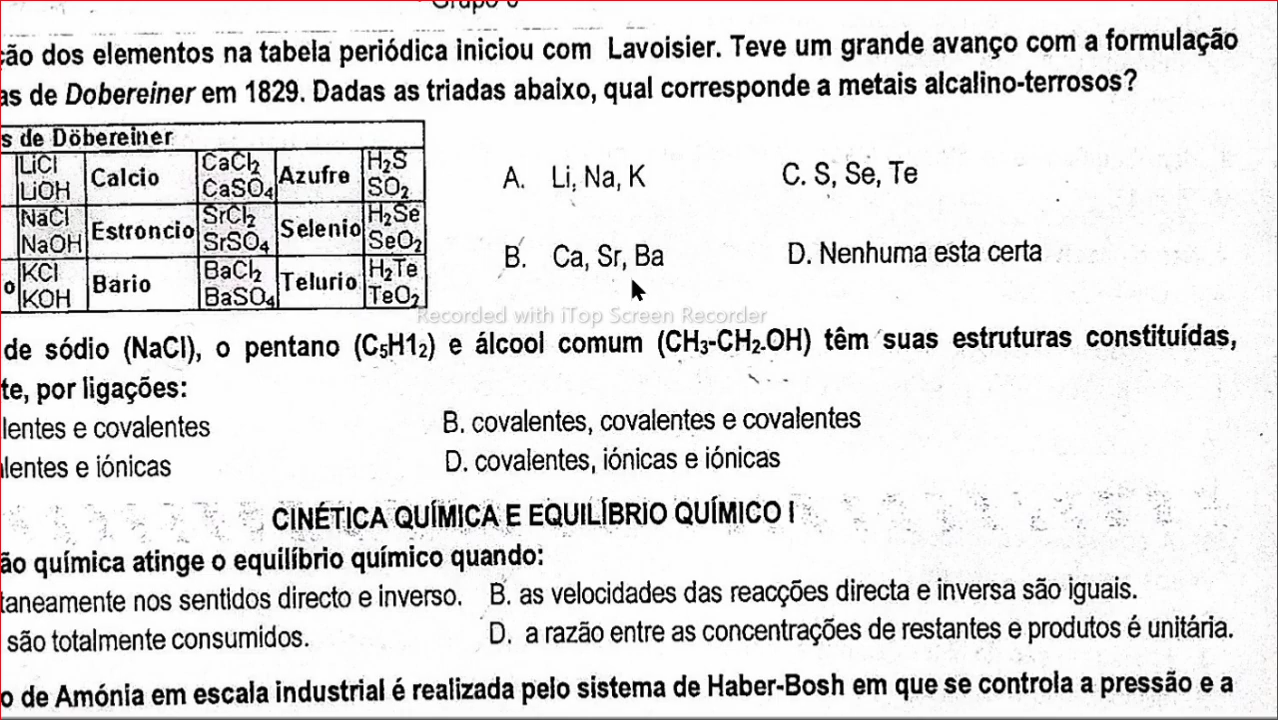 Grupo
ção dos elementos na tabela periódica iniciou com Lavoisier. Teve um grande avanço com a formulação
as de Dobereiner em 1829. Dadas as triadas abaixo, qual corresponde a metais alcalino-terrosos?
s de Döbereiner
LiCl LiOH Calcio CaCl₂ CaSO₄ Azufre H₂S SO₂
NaCl NaOH Estroncio SrCl₂ SrSO₄ Selenio H₂Se SeO₂
o KCl KOH Bario BaCl₂ BaSO₄ Telurio H₂Te TeO₂
A. Li, Na, K C. S, Se, Te
B. Ca, Sr, Ba D. Nenhuma esta certa
Recorded with iTop Screen Recorder
de sódio (NaCl), o pentano (C₅H1₂) e álcool comum (CH₃-CH₂-OH) têm suas estruturas constituídas,
te, por ligações:
lentes e covalentes B. covalentes, covalentes e covalentes
lentes e iónicas D. covalentes, iónicas e iónicas
CINÉTICA QUÍMICA E EQUILÍBRIO QUÍMICO I
ão química atinge o equilíbrio químico quando:
taneamente nos sentidos directo e inverso. B. as velocidades das reacções directa e inversa são iguais.
são totalmente consumidos. D. a razão entre as concentrações de restantes e produtos é unitária.
o de Amónia em escala industrial é realizada pelo sistema de Haber-Bosh em que se controla a pressão e a